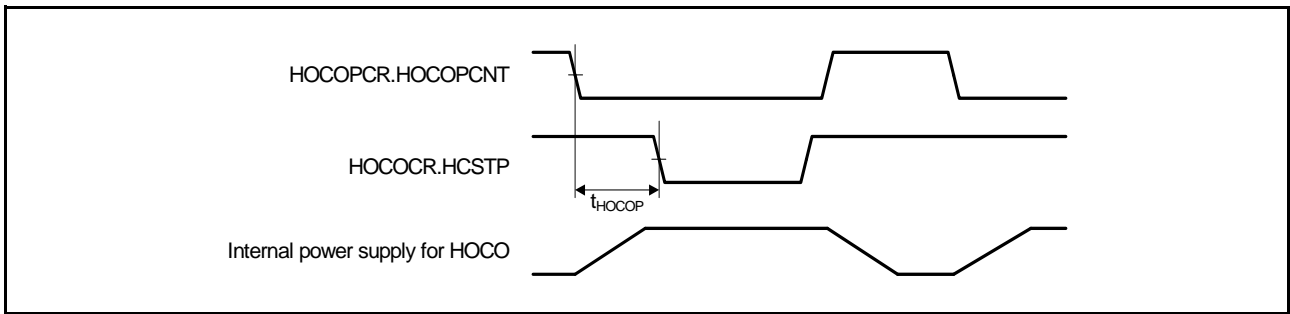 HOCOPCR.HOCOPCNT
HOCOCR.HCSTP
tHOCOP
Internal power supply for HOCO